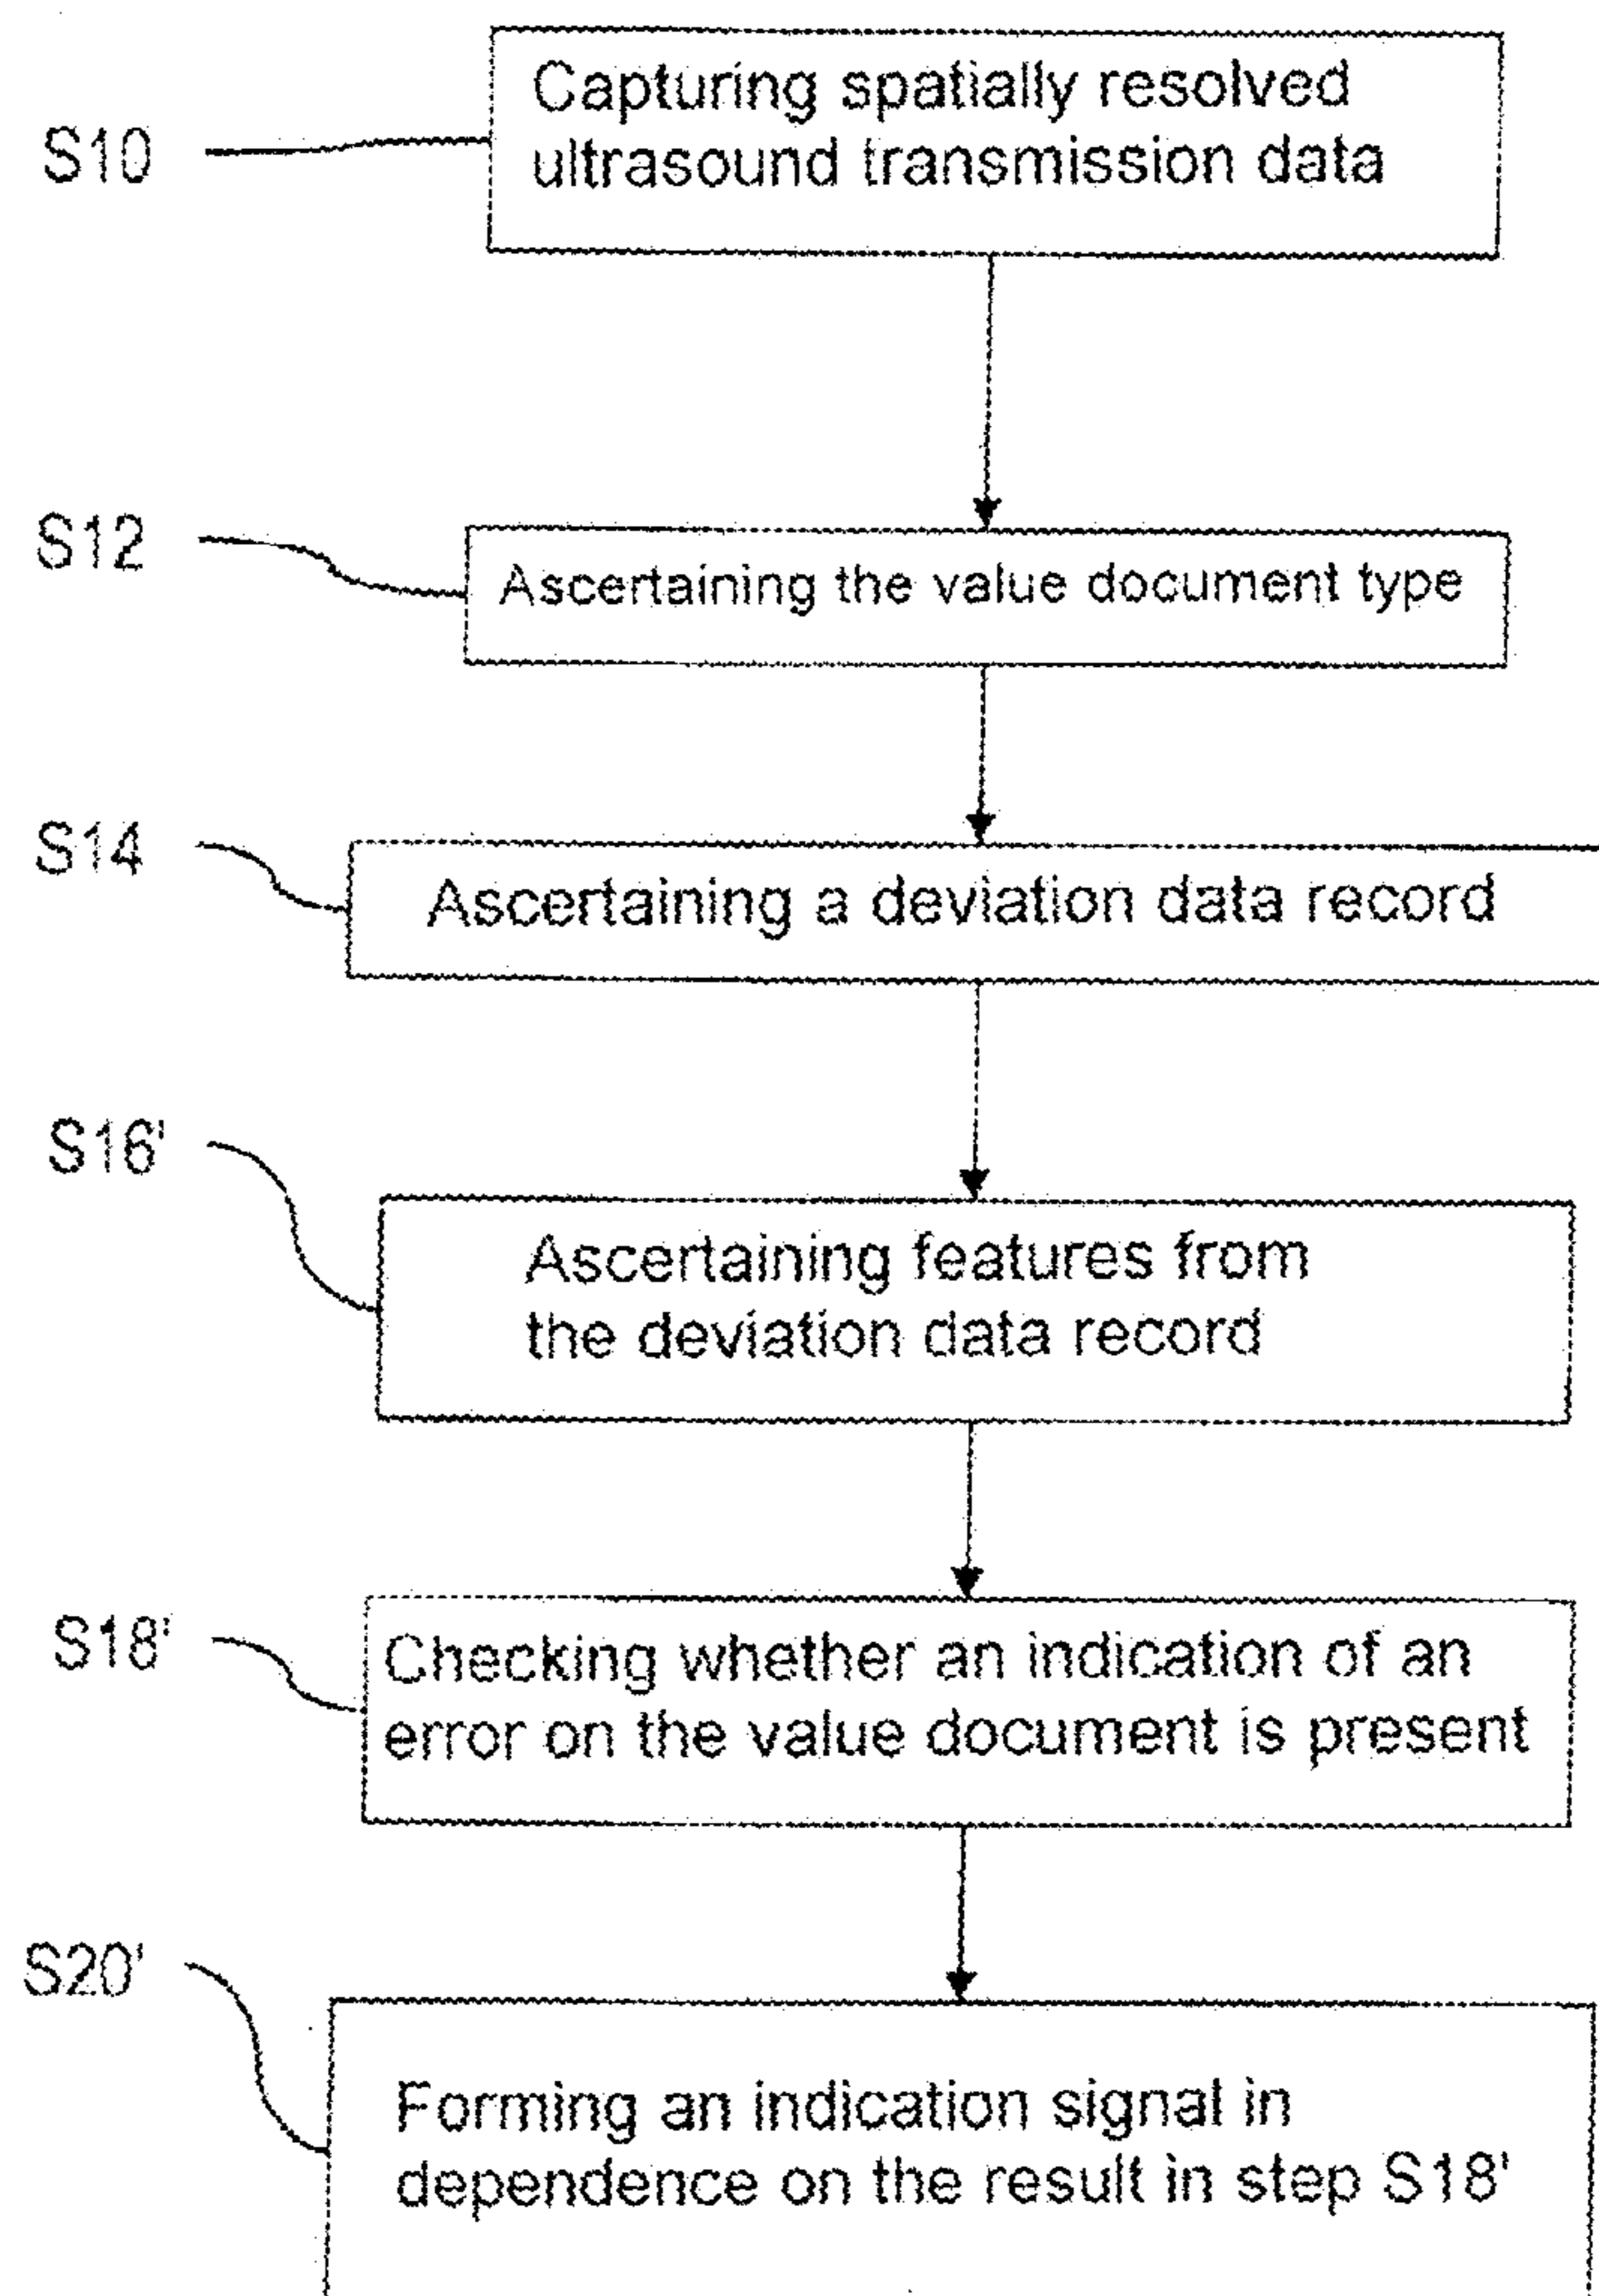 S10
Capturing spatially resolved
ultrasound transmission data
S12
Ascertaining the value document type
S14
Ascertaining a deviation data record
S16'
Ascertaining features from
the deviation data record
S18'
Checking whether an indication of an
error on the value document is present
S20'
Forming an indication signal in
dependence on the result in step S18'